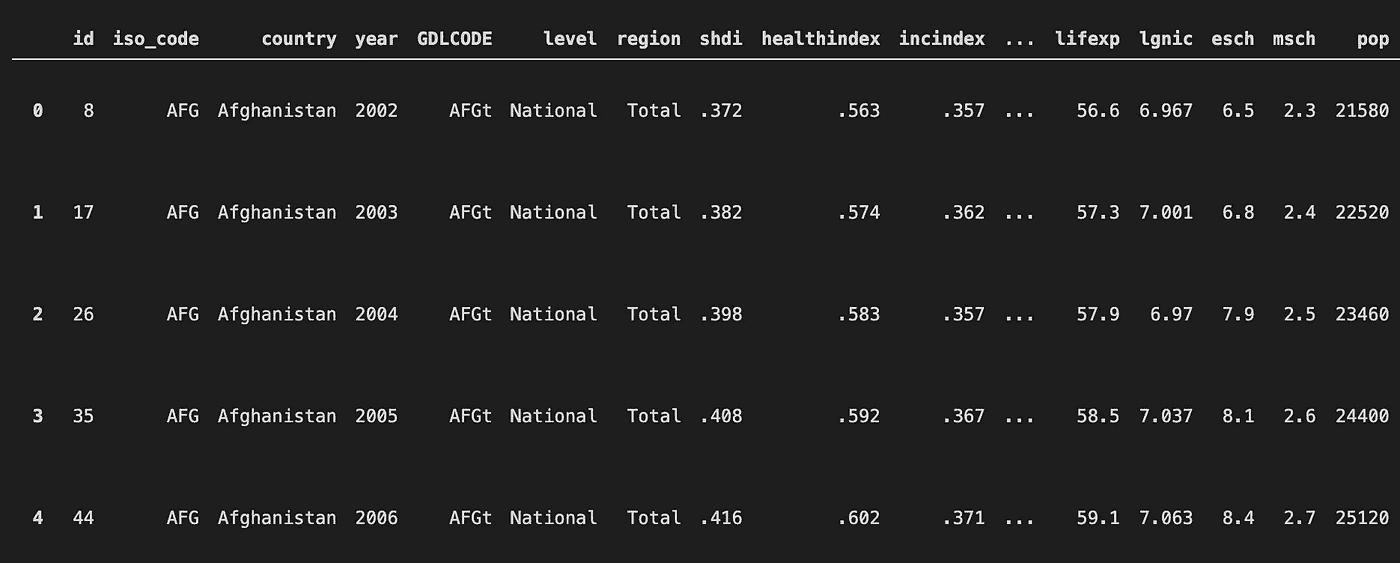 id iso_code country year GDLCODE level region shdi healthindex incindex ... lifexp lgnic esch msch pop
0 8 AFG Afghanistan 2002 AFGt National Total .372 .563 .357 ... 56.6 6.967 6.5 2.3 21580
1 17 AFG Afghanistan 2003 AFGt National Total .382 .574 .362 ... 57.3 7.001 6.8 2.4 22520
2 26 AFG Afghanistan 2004 AFGt National Total .398 .583 .357 ... 57.9 6.97 7.9 2.5 23460
3 35 AFG Afghanistan 2005 AFGt National Total .408 .592 .367 ... 58.5 7.037 8.1 2.6 24400
4 44 AFG Afghanistan 2006 AFGt National Total .416 .602 .371 ... 59.1 7.063 8.4 2.7 25120